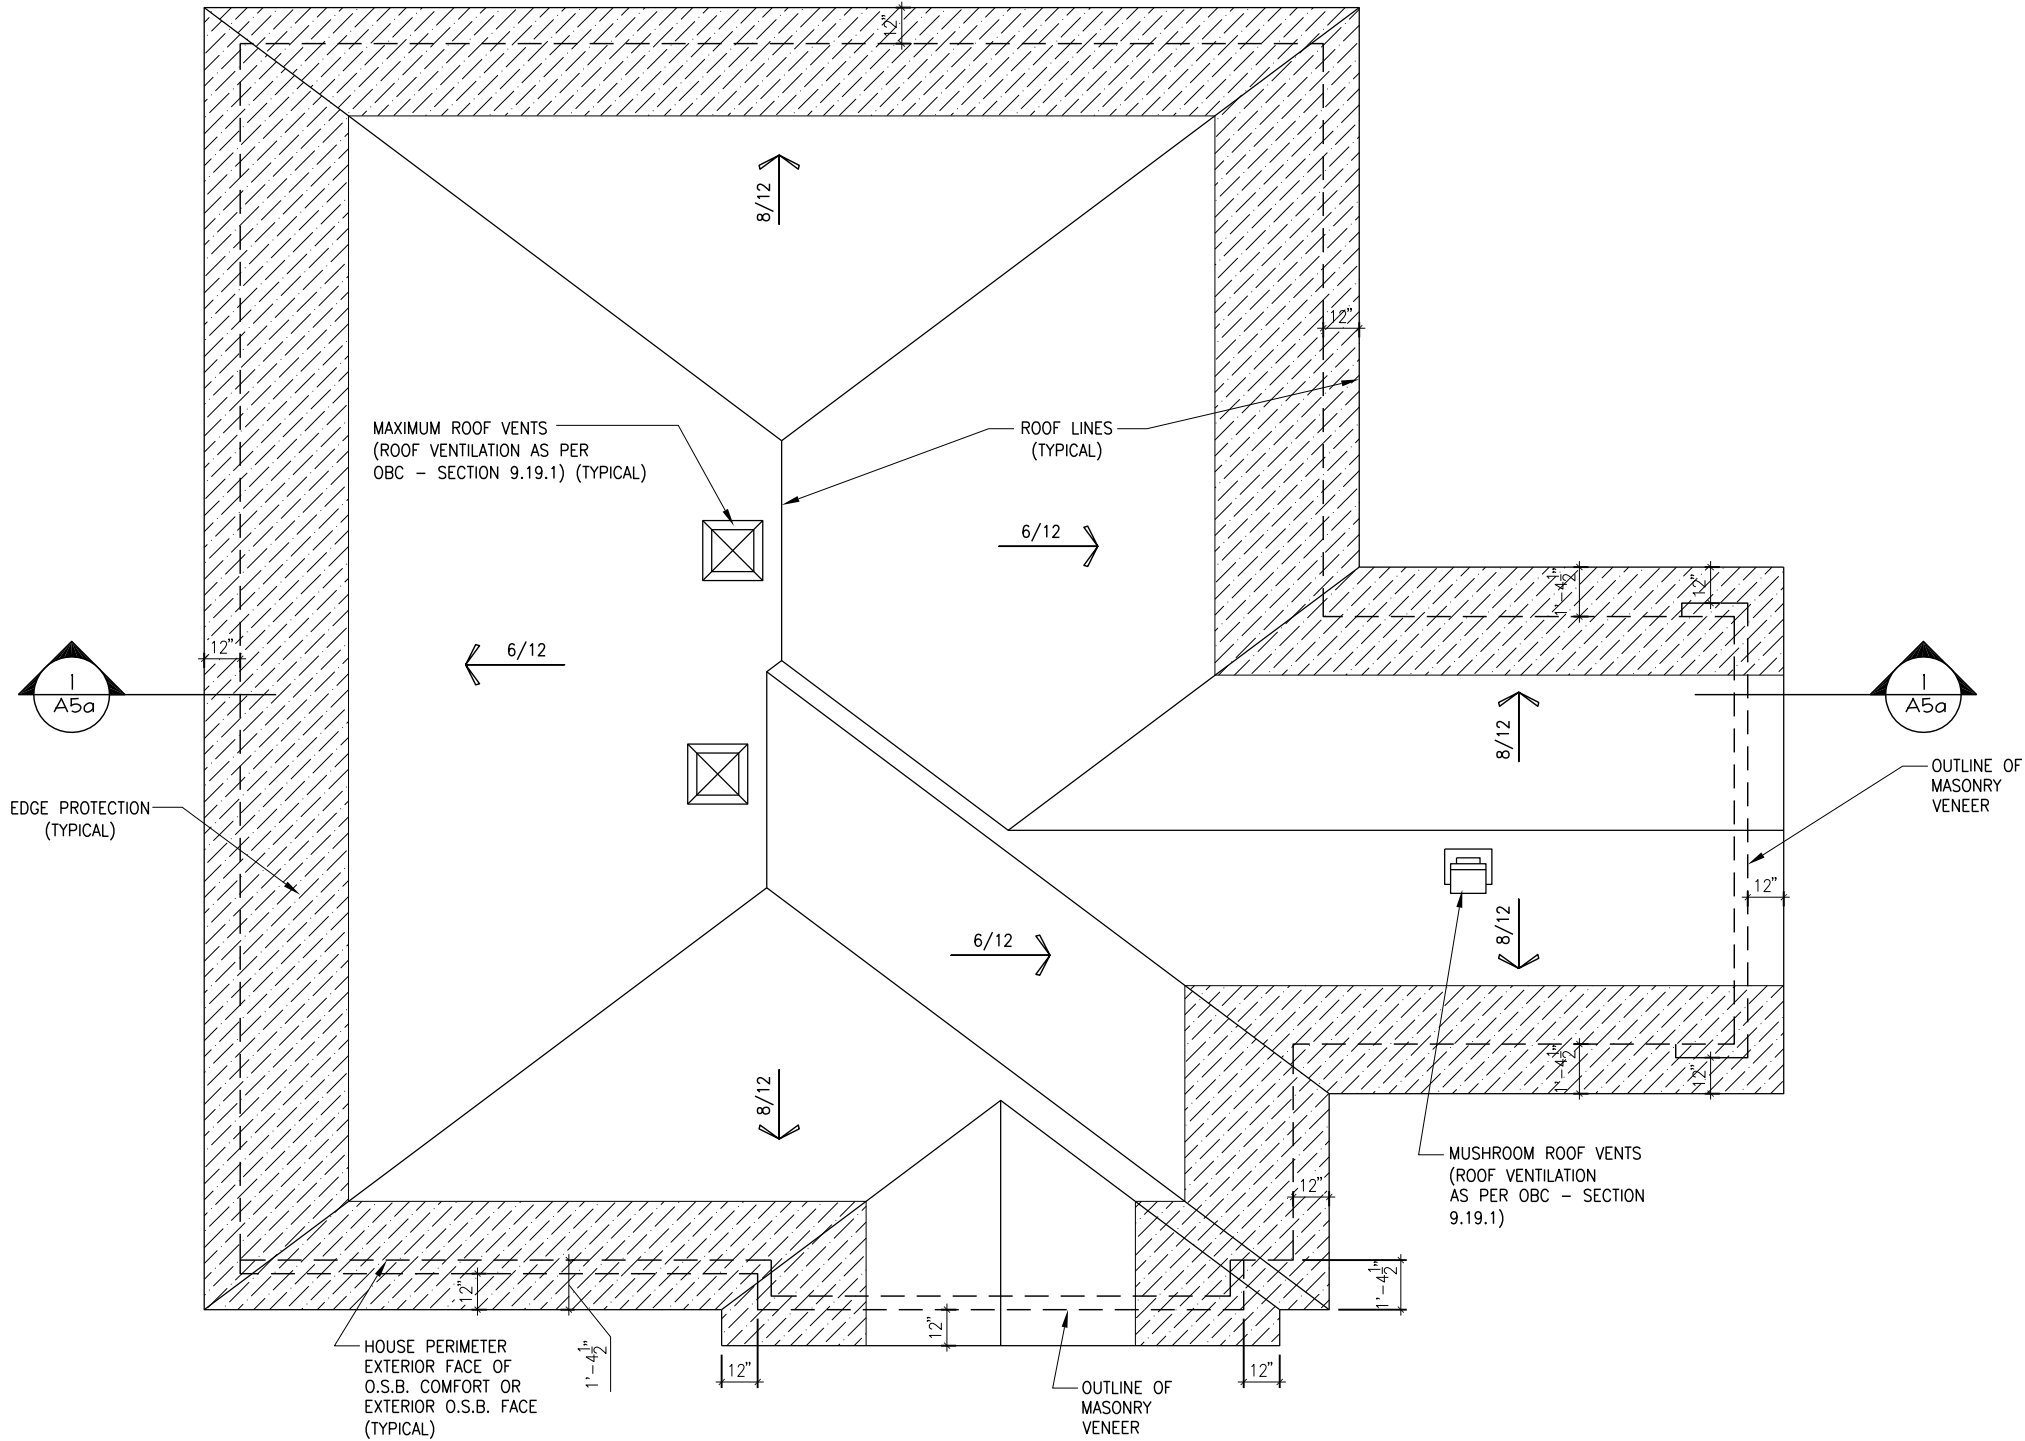 12"
8/12
12"
MAXIMUM ROOF VENTS
(ROOF VENTILATION AS PER
OBC – SECTION 9.19.1) (TYPICAL)
ROOF LINES
(TYPICAL)
6/12
1'-4½"
12"
12"
6/12
1
A5a
1
A5a
8/12
OUTLINE OF
MASONRY
VENEER
EDGE PROTECTION
(TYPICAL)
12"
8/12
6/12
8/12
1'-4½"
12"
MUSHROOM ROOF VENTS
(ROOF VENTILATION
AS PER OBC – SECTION
9.19.1)
12"
12"
1'-4½"
12"
HOUSE PERIMETER
EXTERIOR FACE OF
O.S.B. COMFORT OR
EXTERIOR O.S.B. FACE
(TYPICAL)
1'-4½"
12"
12"
OUTLINE OF
MASONRY
VENEER